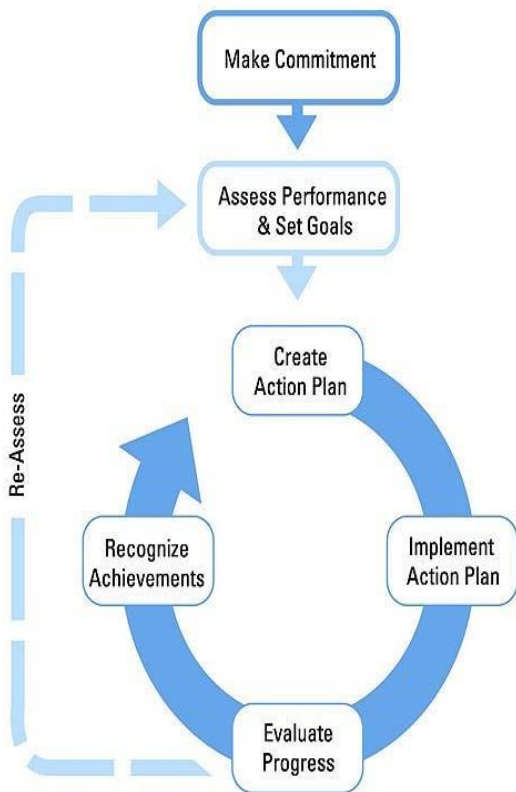 Make Commitment
Assess Performance
& Set Goals
Create
Action Plan
Implement
Action Plan
Evaluate
Progress
Recognize
Achievements
Re-Assess